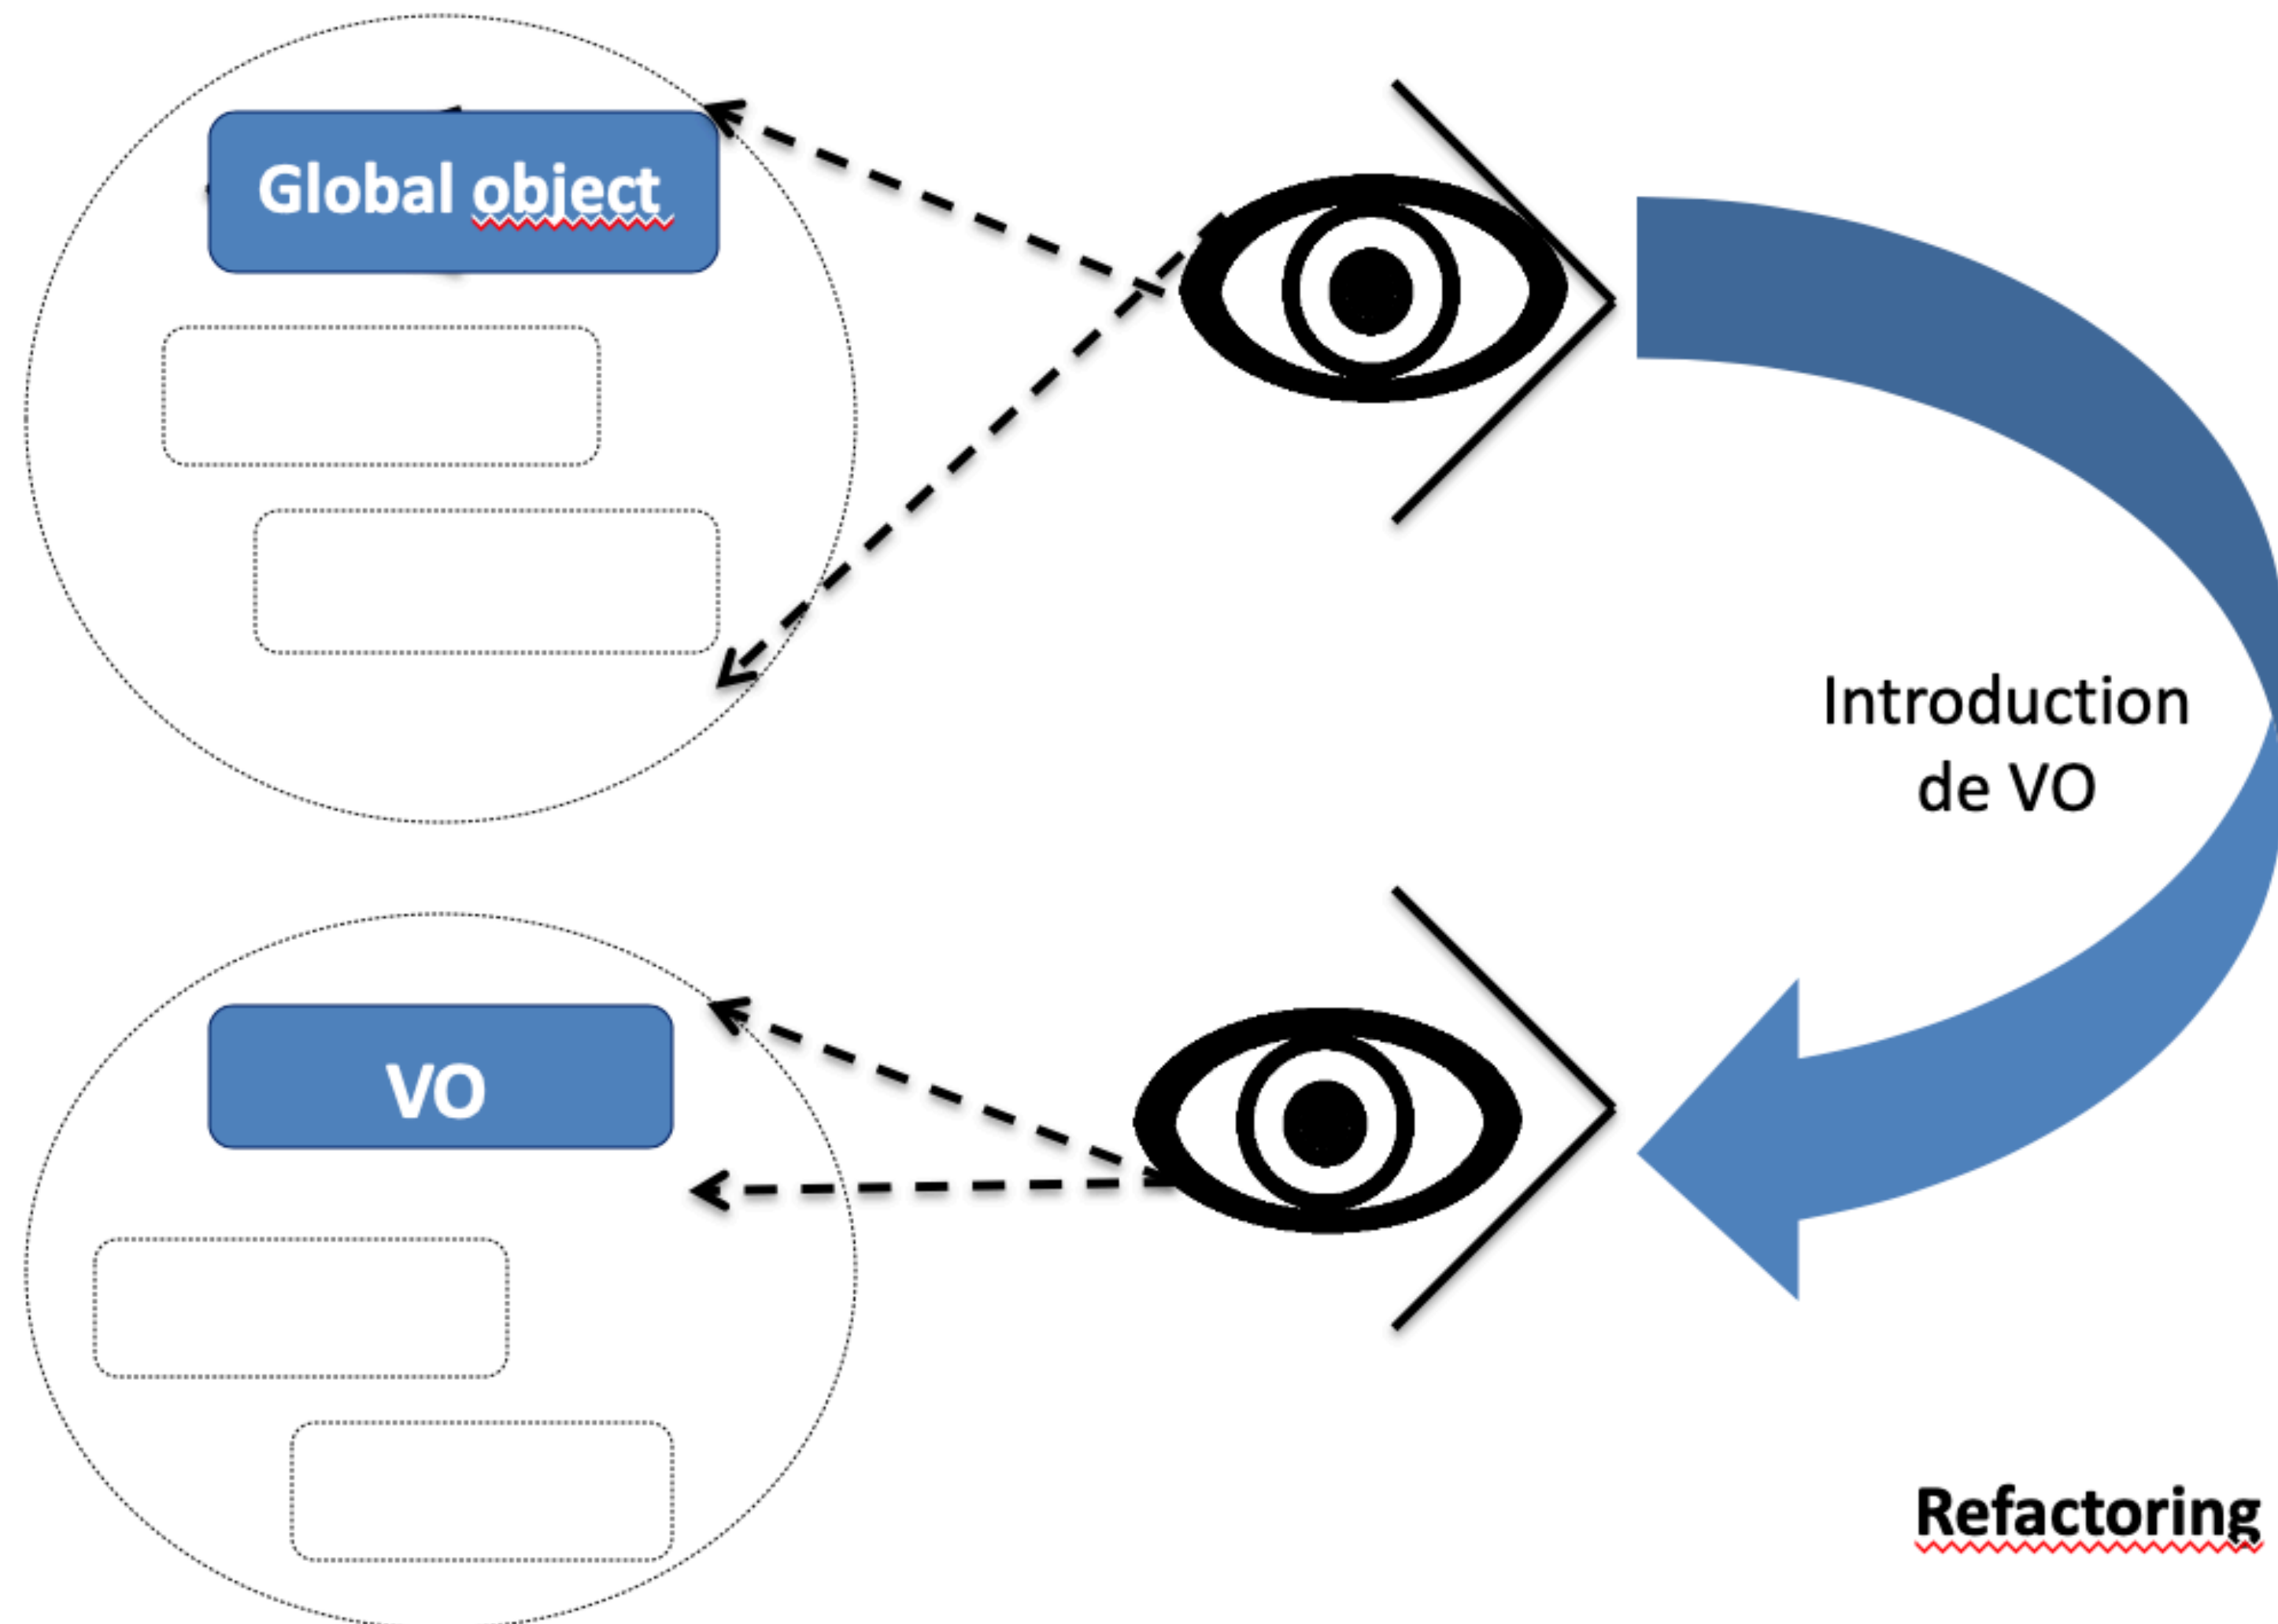 Global object
Introduction
de VO
VO
Refactoring